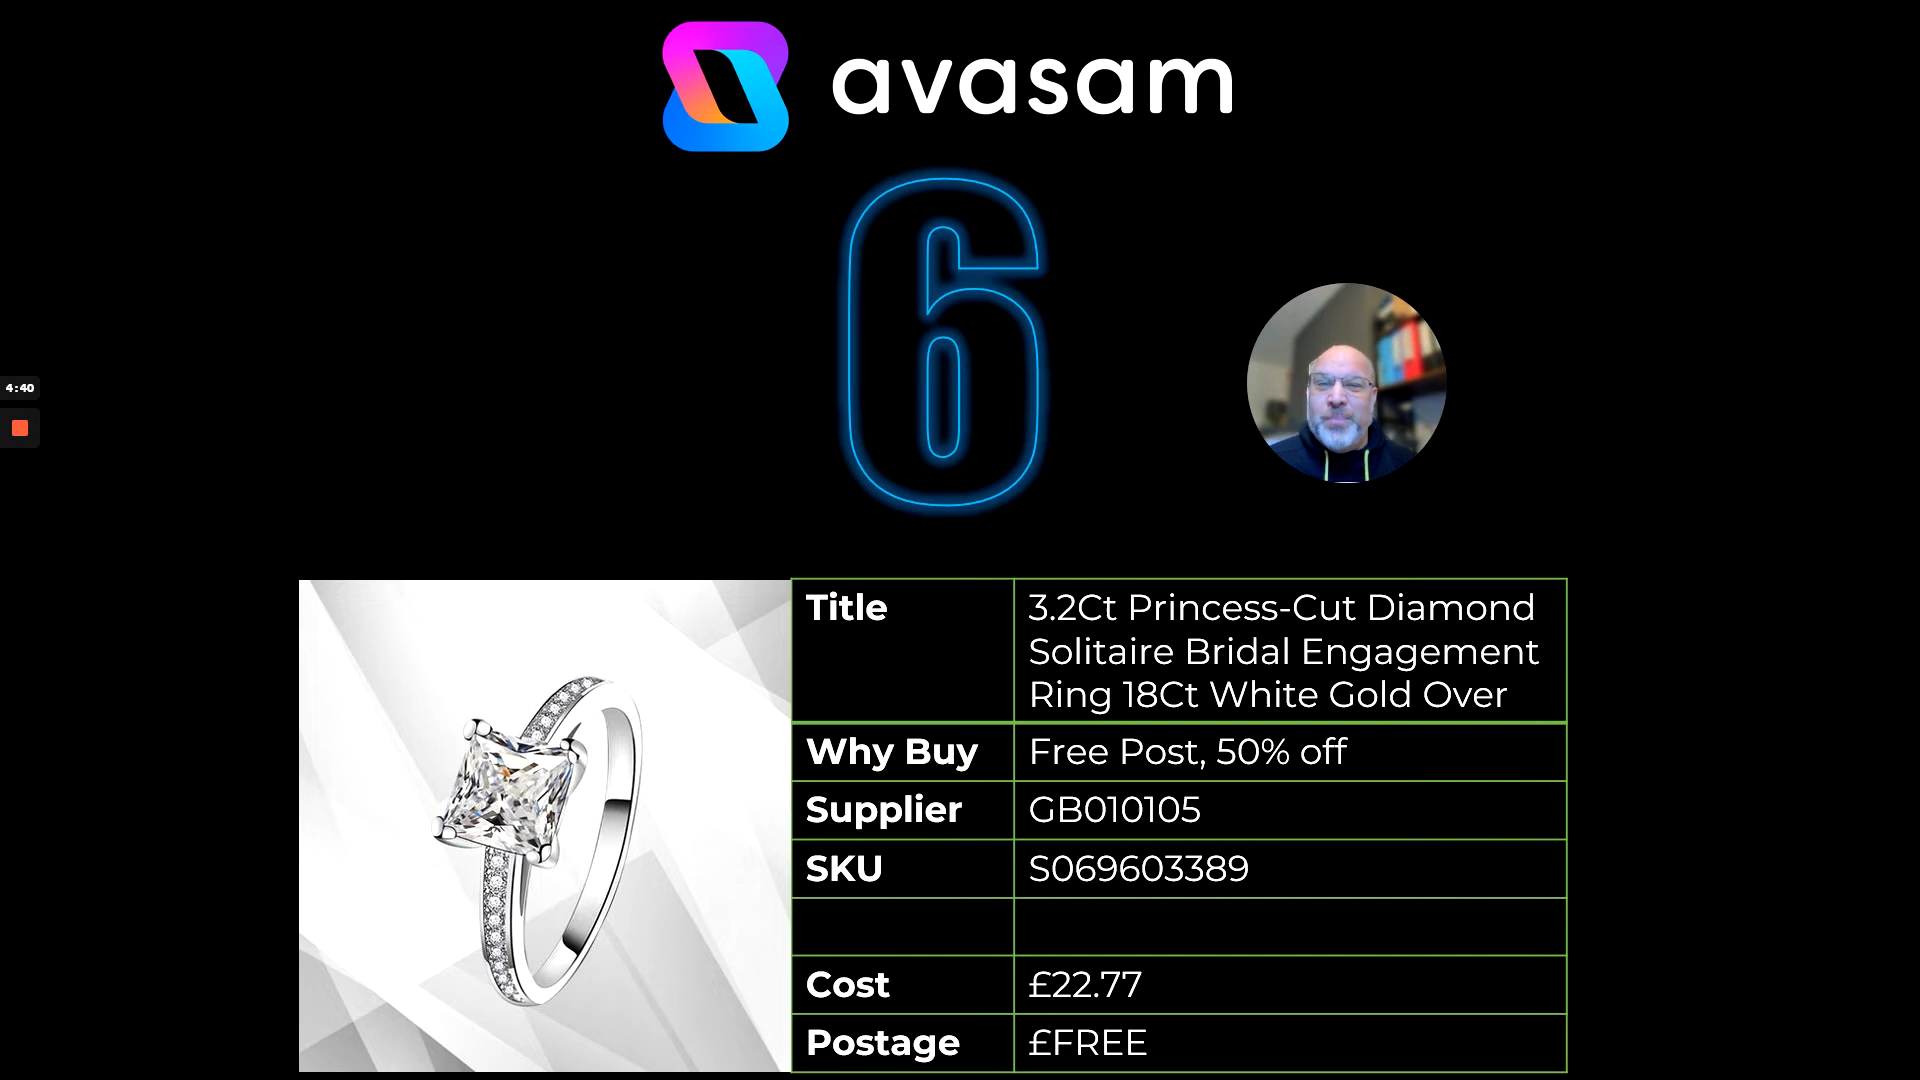 avasam
6
4:40
Title
3.2Ct Princess-Cut Diamond
Solitaire Bridal Engagement
Ring 18Ct White Gold Over
Why Buy
Free Post, 50% off
Supplier
GB010105
SKU
S069603389
Cost
£22.77
Postage
£FREE